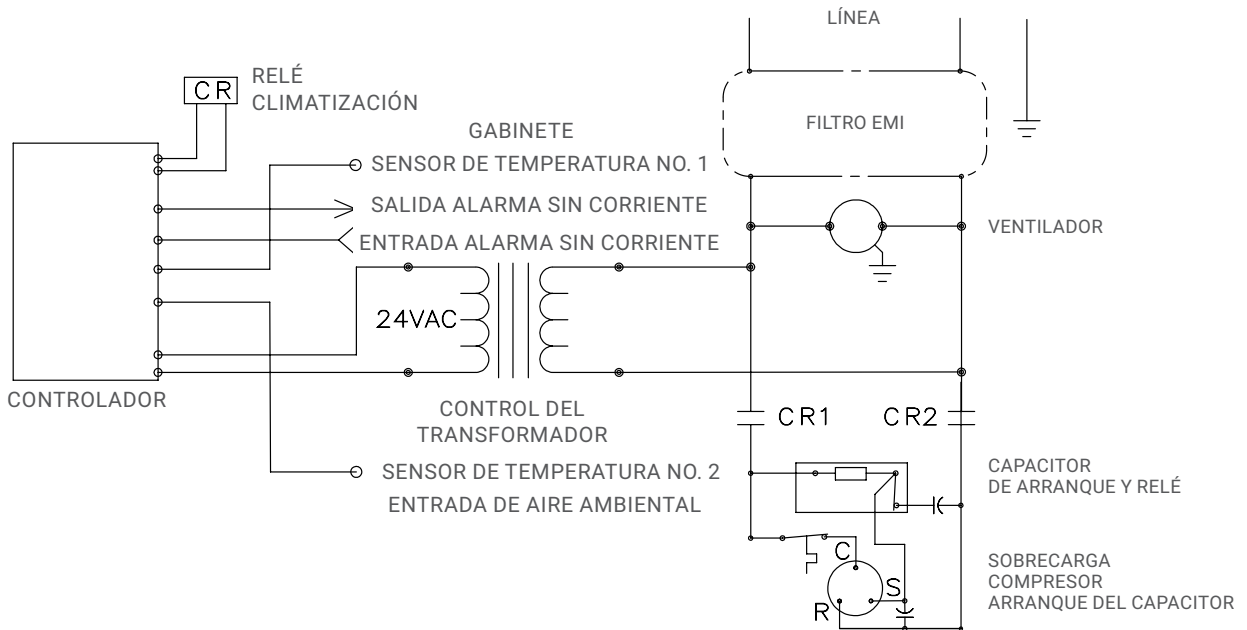 LÍNEA
CR
RELÉ
CLIMATIZACIÓN
FILTRO EMI
GABINETE
SENSOR DE TEMPERATURA NO. 1
SALIDA ALARMA SIN CORRIENTE
ENTRADA ALARMA SIN CORRIENTE
VENTILADOR
24VAC
CONTROLADOR
CONTROL DEL
TRANSFORMADOR
CR1
CR2
SENSOR DE TEMPERATURA NO. 2
ENTRADA DE AIRE AMBIENTAL
CAPACITOR
DE ARRANQUE Y RELÉ
C
S
R
SOBRECARGA
COMPRESOR
ARRANQUE DEL CAPACITOR